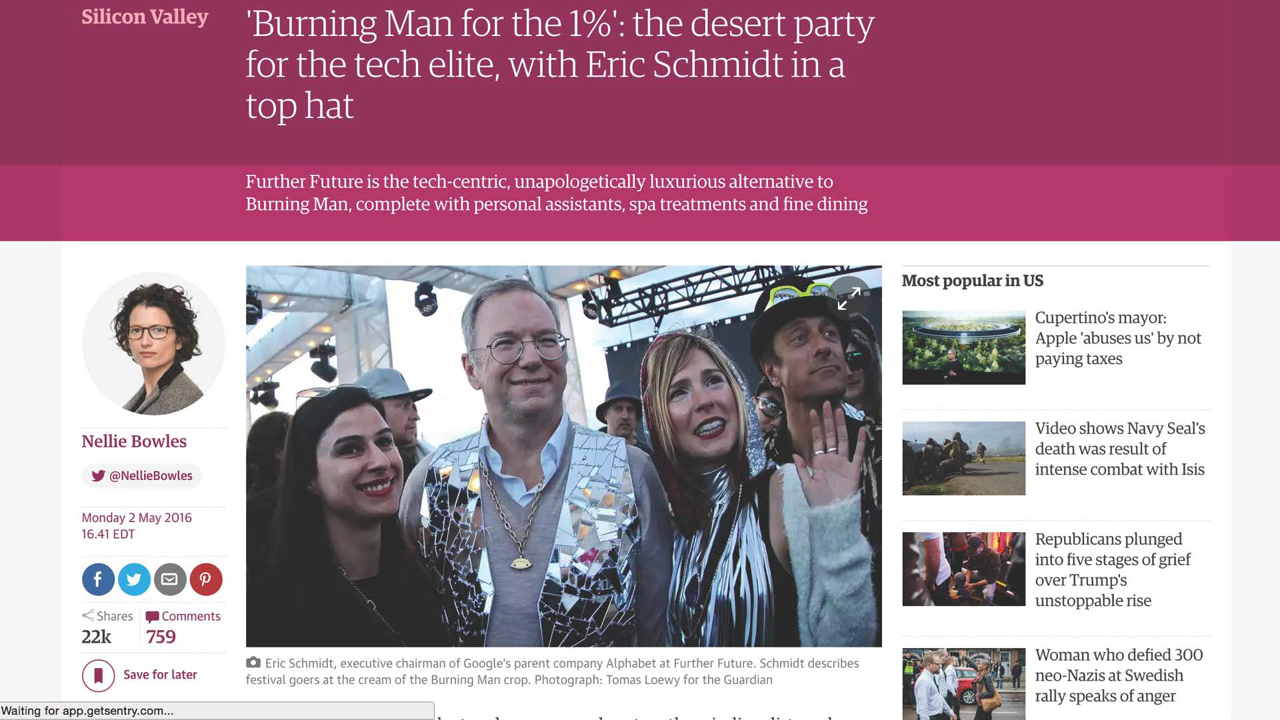 Silicon Valley
'Burning Man for the 1%': the desert party
for the tech elite, with Eric Schmidt in a
top hat
Further Future is the tech-centric, unapologetically luxurious alternative to
Burning Man, complete with personal assistants, spa treatments and fine dining
Nellie Bowles
@NellieBowles
Monday 2 May 2016
16.41 EDT
Shares
22k
Comments
759
Save for later
Eric Schmidt, executive chairman of Google's parent company Alphabet at Further Future. Schmidt describes
festival goers at the cream of the Burning Man crop. Photograph: Tomas Loewy for the Guardian
Most popular in US
Cupertino's mayor:
Apple 'abuses us' by not
paying taxes
Video shows Navy Seal's
death was result of
intense combat with Isis
Republicans plunged
into five stages of grief
over Trump's
unstoppable rise
Woman who defied 300
neo-Nazis at Swedish
rally speaks of anger
Waiting for app.getsentry.com...